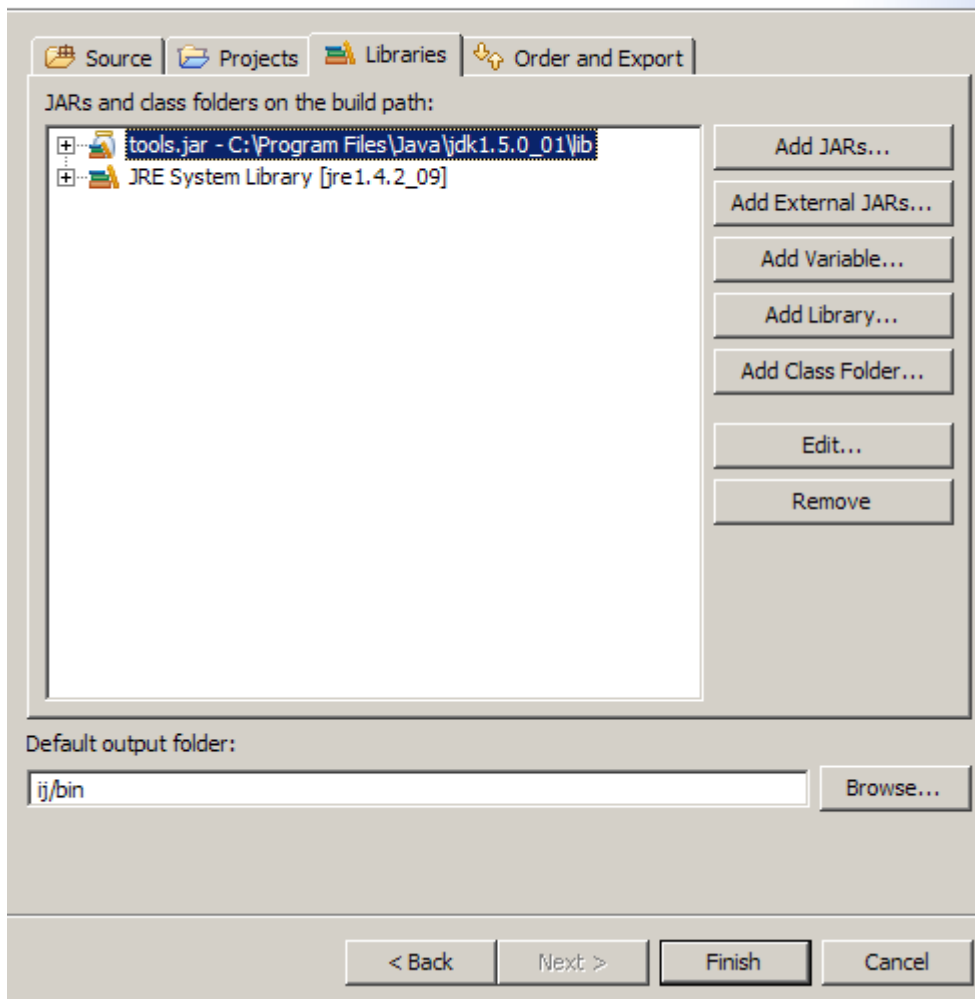 Source Projects Libraries Order and Export
JARs and class folders on the build path:
tools.jar - C:\Program Files\Java\jdk1.5.0_01\lib
JRE System Library [jre1.4.2_09]
Add JARs...
Add External JARs...
Add Variable...
Add Library...
Add Class Folder...
Edit...
Remove
Default output folder:
ij/bin
Browse...
< Back Next > Finish Cancel